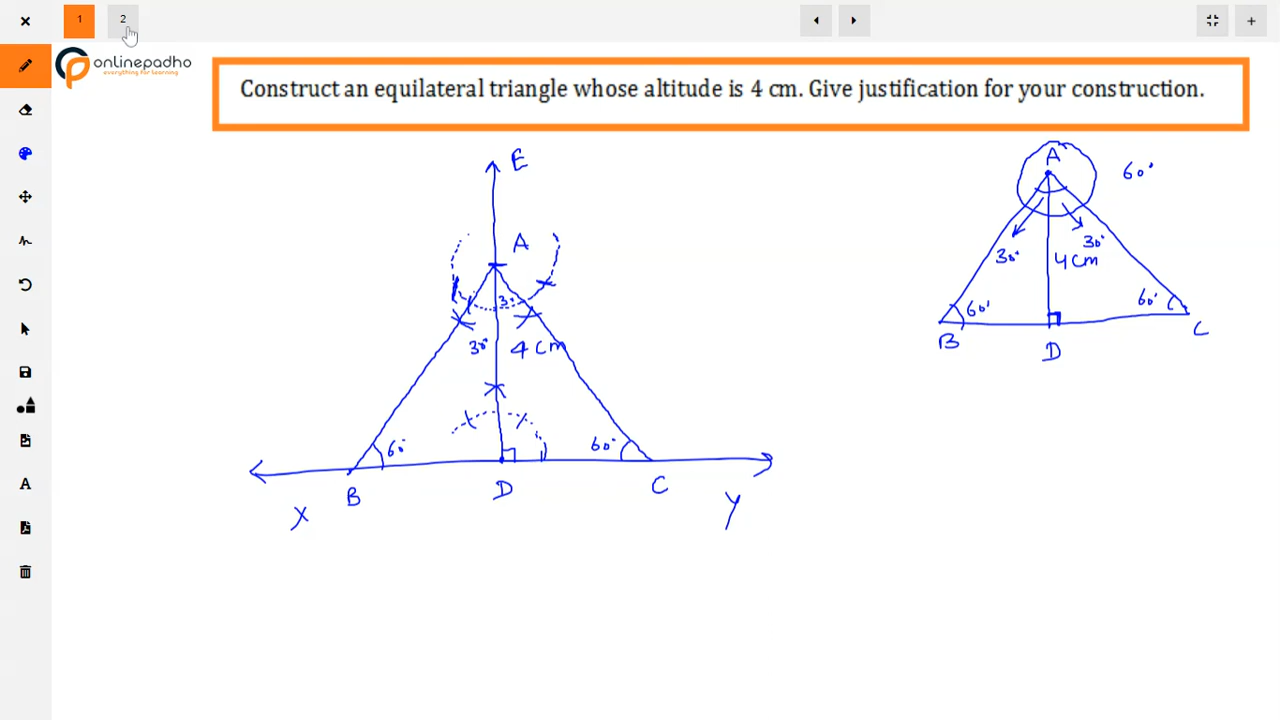 1 2
onlinepadho
everything for learning
Construct an equilateral triangle whose altitude is 4 cm. Give justification for your construction.
E
A
30°
30°
4 cm
60°
60°
B
D
C
X
Y
A
60°
30°
30°
4 cm
60°
60°
B
D
C
A